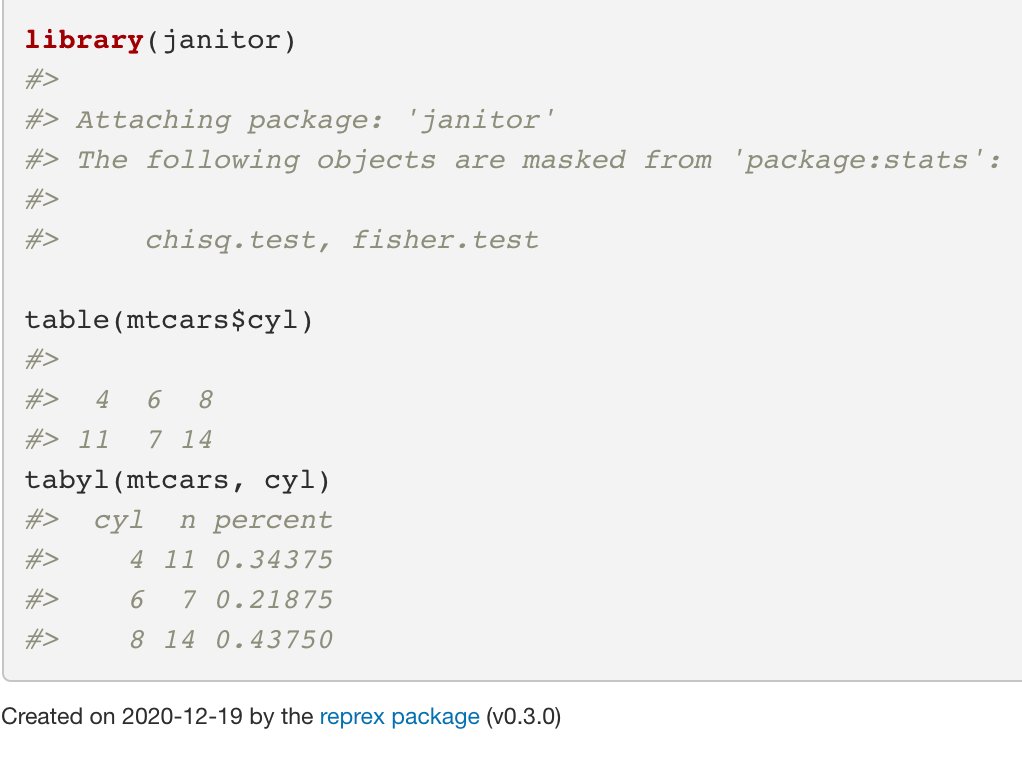 library(janitor)
#>
#> Attaching package: 'janitor'
#> The following objects are masked from 'package:stats':
#>
#>     chisq.test, fisher.test
table(mtcars$cyl)
#>
#>  4  6  8
#> 11  7 14
tabyl(mtcars, cyl)
#>  cyl  n percent
#>    4 11 0.34375
#>    6  7 0.21875
#>    8 14 0.43750
Created on 2020-12-19 by the reprex package (v0.3.0)